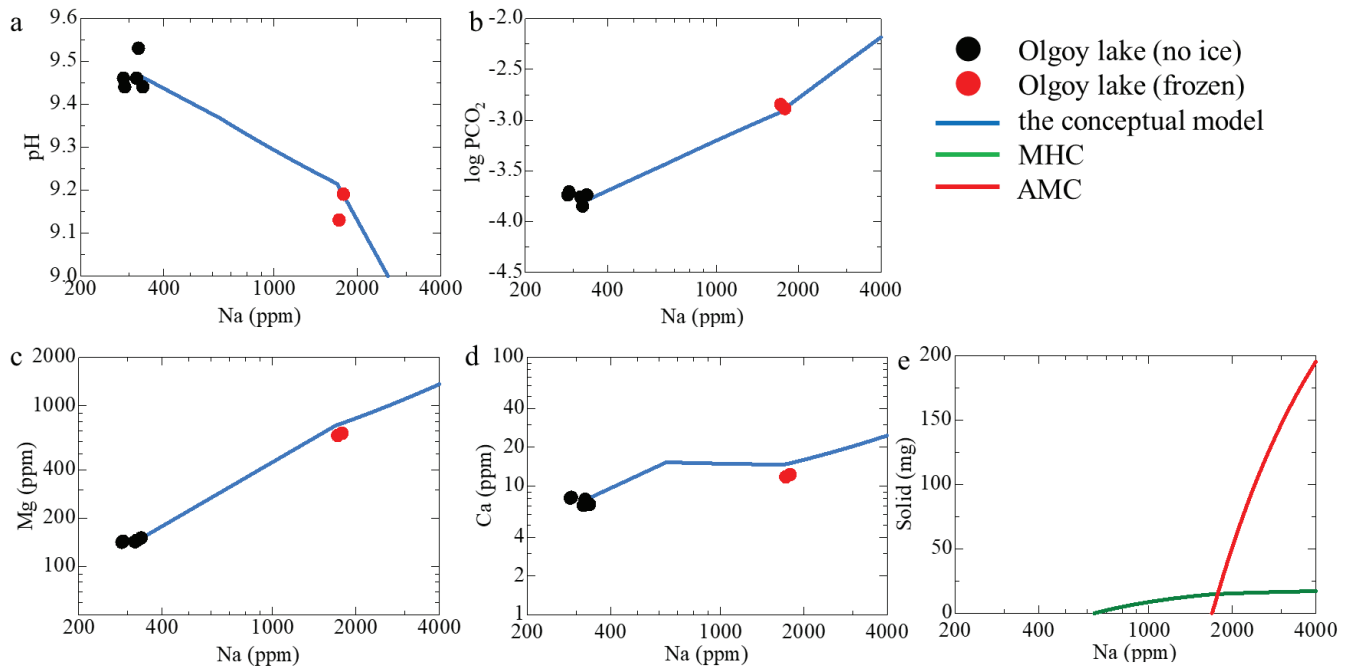 a
9.6
9.5
9.4
9.3
9.2
9.1
9.0
pH
200
400
1000
2000
4000
Na (ppm)
b
-2.0
-2.5
-3.0
-3.5
-4.0
-4.5
log PCO₂
200
400
1000
2000
4000
Na (ppm)
Olgoy lake (no ice)
Olgoy lake (frozen)
the conceptual model
MHC
AMC
c
2000
1000
400
200
100
Mg (ppm)
200
400
1000
2000
4000
Na (ppm)
d
100
40
20
10
4
2
1
Ca (ppm)
200
400
1000
2000
4000
Na (ppm)
e
200
150
100
50
0
Solid (mg)
200
400
1000
2000
4000
Na (ppm)